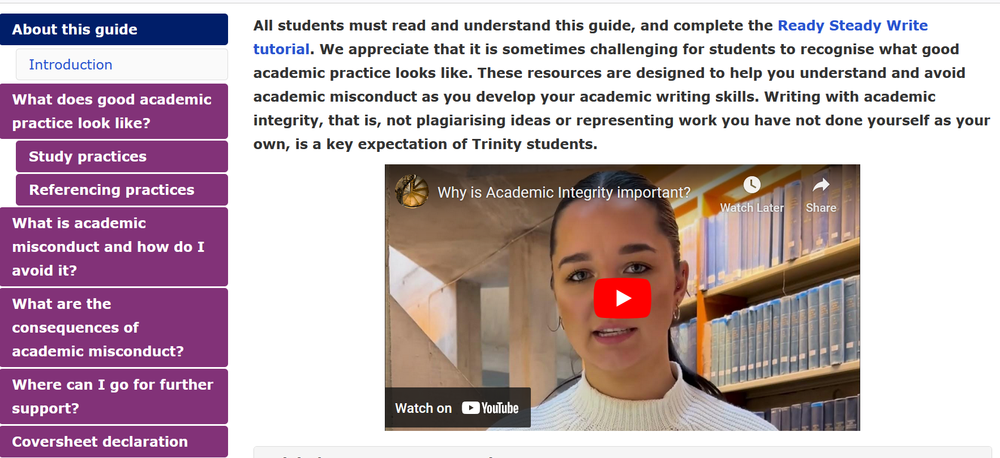 About this guide
Introduction
What does good academic
practice look like?
Study practices
Referencing practices
What is academic
misconduct and how do I
avoid it?
What are the
consequences of
academic misconduct?
Where can I go for further
support?
Coversheet declaration
All students must read and understand this guide, and complete the Ready Steady Write
tutorial. We appreciate that it is sometimes challenging for students to recognise what good
academic practice looks like. These resources are designed to help you understand and avoid
academic misconduct as you develop your academic writing skills. Writing with academic
integrity, that is, not plagiarising ideas or representing work you have not done yourself as your
own, is a key expectation of Trinity students.
Why is Academic Integrity important?
Watch Later
Share
Watch on YouTube